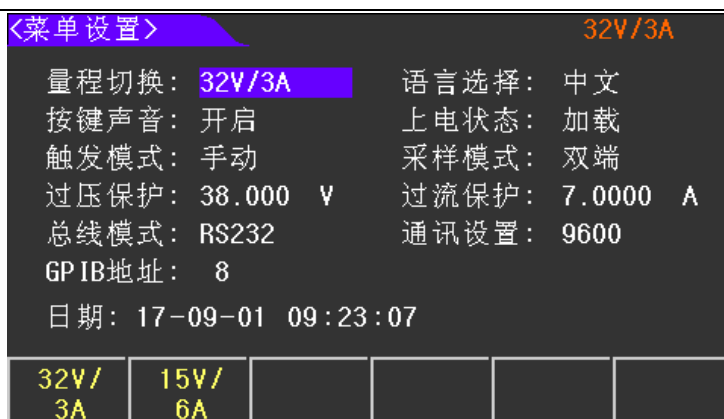 <菜单设置> 32V/3A
量程切换: 32V/3A 语言选择: 中文
按键声音: 开启 上电状态: 加载
触发模式: 手动 采样模式: 双端
过压保护: 38.000 V 过流保护: 7.0000 A
总线模式: RS232 通讯设置: 9600
GPIB地址: 8
日期: 17-09-01 09:23:07
32V/ 15V/
3A 6A